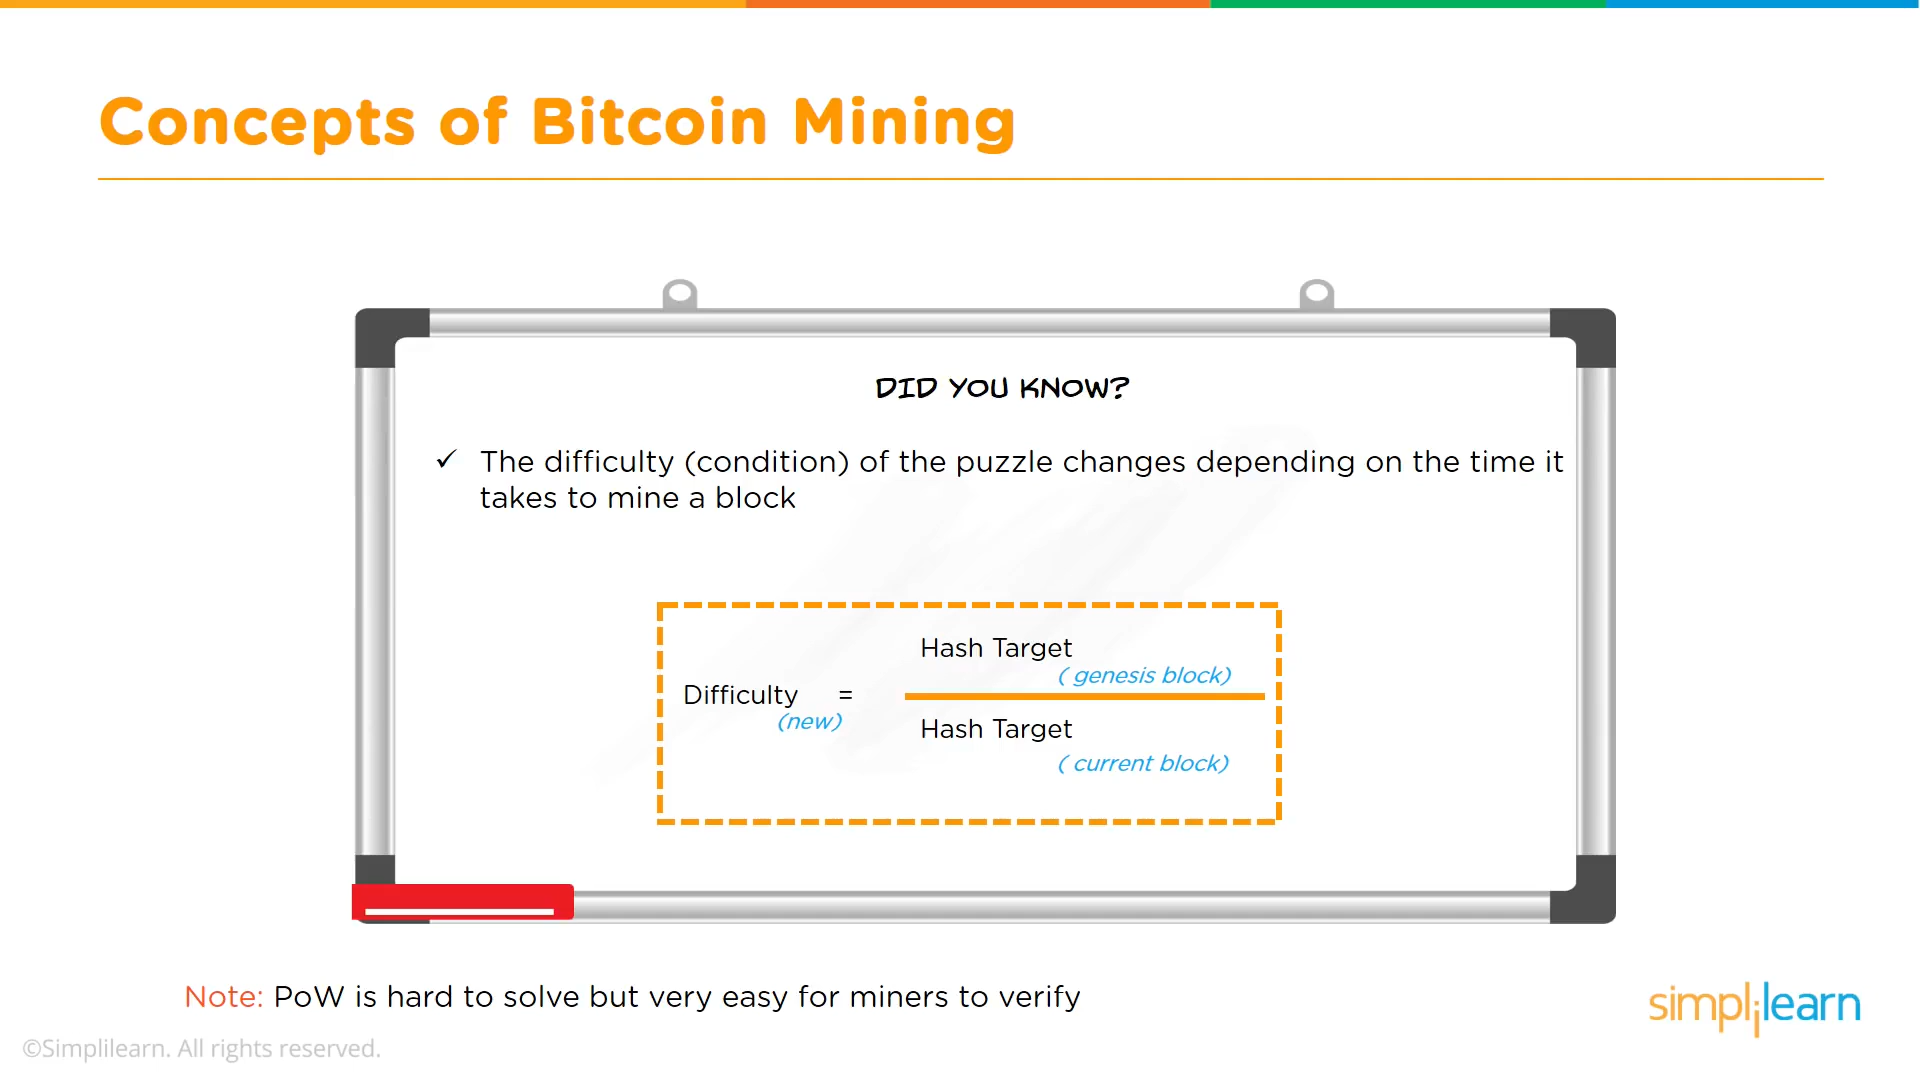 Concepts of Bitcoin Mining
DID YOU KNOW?
✓ The difficulty (condition) of the puzzle changes depending on the time it
takes to mine a block
Hash Target
( genesis block)
Difficulty =
(new)
Hash Target
( current block)
Note: PoW is hard to solve but very easy for miners to verify
simplilearn
©Simplilearn. All rights reserved.